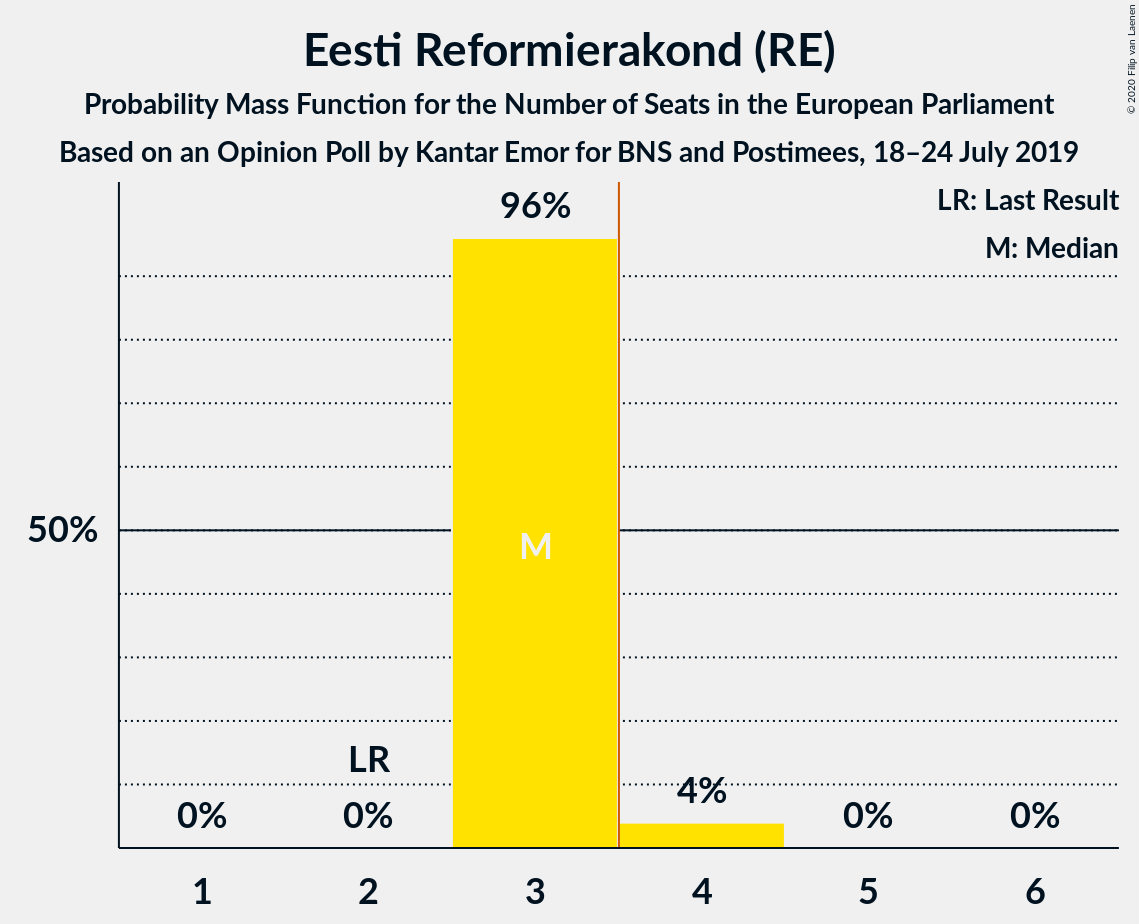 Eesti Reformierakond (RE)
Probability Mass Function for the Number of Seats in the European Parliament
Based on an Opinion Poll by Kantar Emor for BNS and Postimees, 18–24 July 2019
© 2020 Filip van Laenen
LR: Last Result
M: Median
96%
50%
M
LR
0%
0%
4%
0%
0%
1
2
3
4
5
6